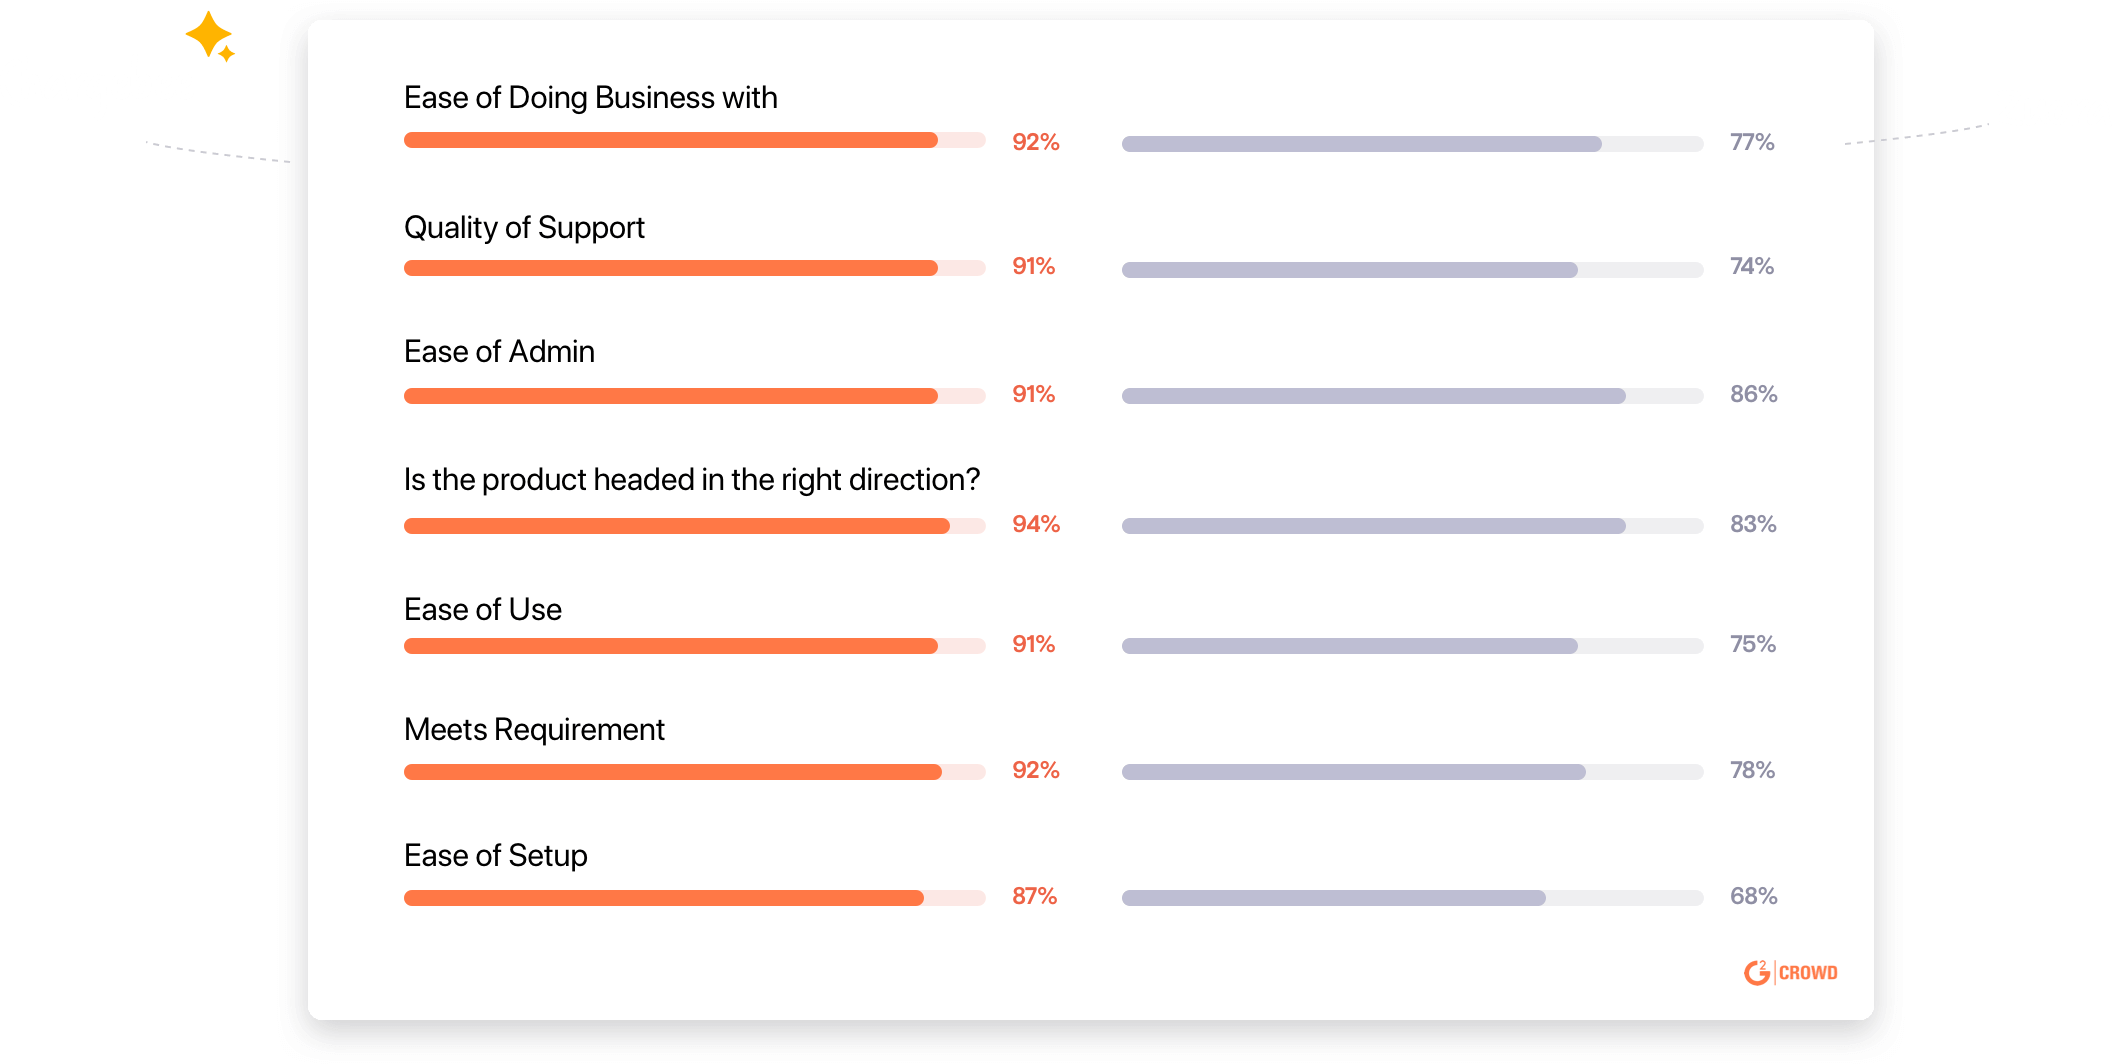 Ease of Doing Business with
92% 77%
Quality of Support
91% 74%
Ease of Admin
91% 86%
Is the product headed in the right direction?
94% 83%
Ease of Use
91% 75%
Meets Requirement
92% 78%
Ease of Setup
87% 68%
G2 CROWD